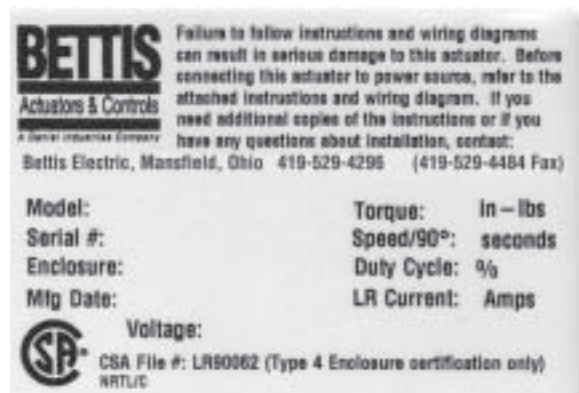 BETTIS
Actuators & Controls
A Daniel Industries Company
Failure to follow instructions and wiring diagrams
can result in serious damage to this actuator. Before
connecting this actuator to power source, refer to the
attached instructions and wiring diagram. If you
need additional copies of the instructions or if you
have any questions about installation, contact:
Bettis Electric, Mansfield, Ohio 419-529-4296 (419-529-4484 Fax)
Model:
Serial #:
Enclosure:
Mfg Date:
Torque: in–lbs
Speed/90°: seconds
Duty Cycle: %
LR Current: Amps
Voltage:
SA
CSA File #: LR90062 (Type 4 Enclosure certification only)
NRTL/C